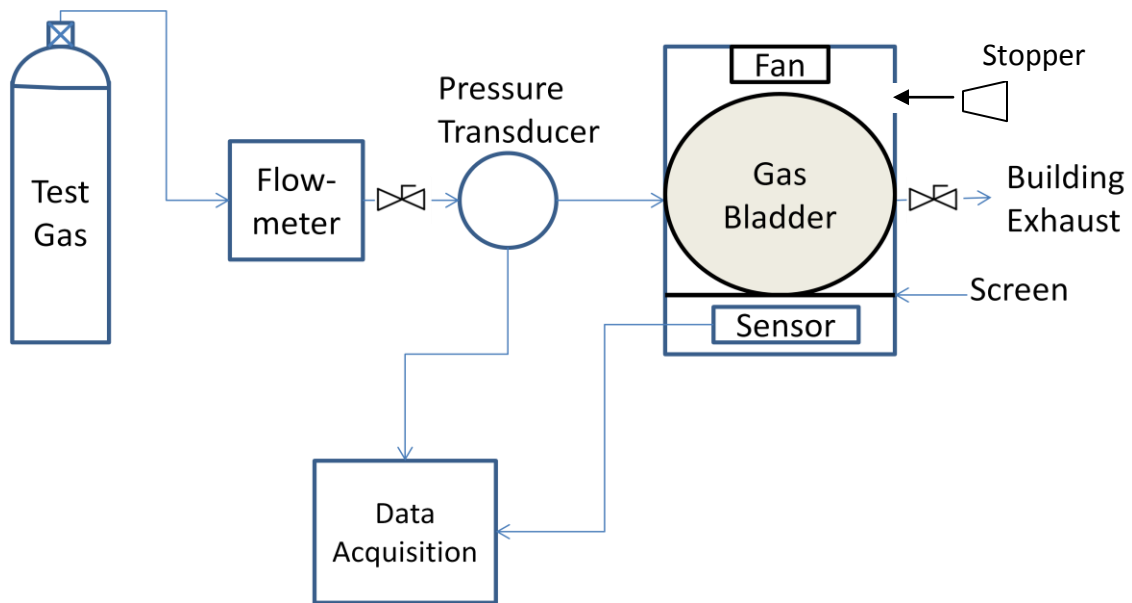 Test
Gas
Flow-
meter
Pressure
Transducer
Fan
Gas
Bladder
Stopper
Building
Exhaust
Screen
Sensor
Data
Acquisition